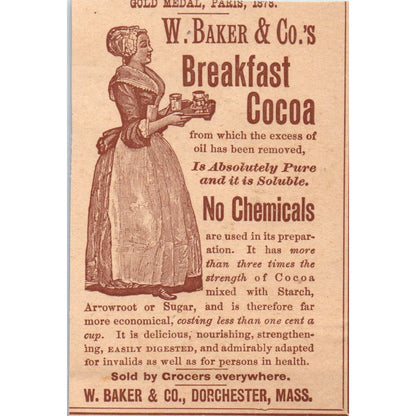 GOLD MEDAL, PARIS, 1878.
W. BAKER & CO.'S
Breakfast
Cocoa
from which the excess of
oil has been removed,
Is Absolutely Pure
and it is Soluble.
No Chemicals
are used in its prepar-
ation. It has more
than three times the
strength of Cocoa
mixed with Starch,
Arrowroot or Sugar, and is therefore far
more economical, costing less than one cent a
cup. It is delicious, nourishing, strengthen-
ing, EASILY DIGESTED, and admirably adapted
for invalids as well as for persons in health.
Sold by Grocers everywhere.
W. BAKER & CO., DORCHESTER, MASS.